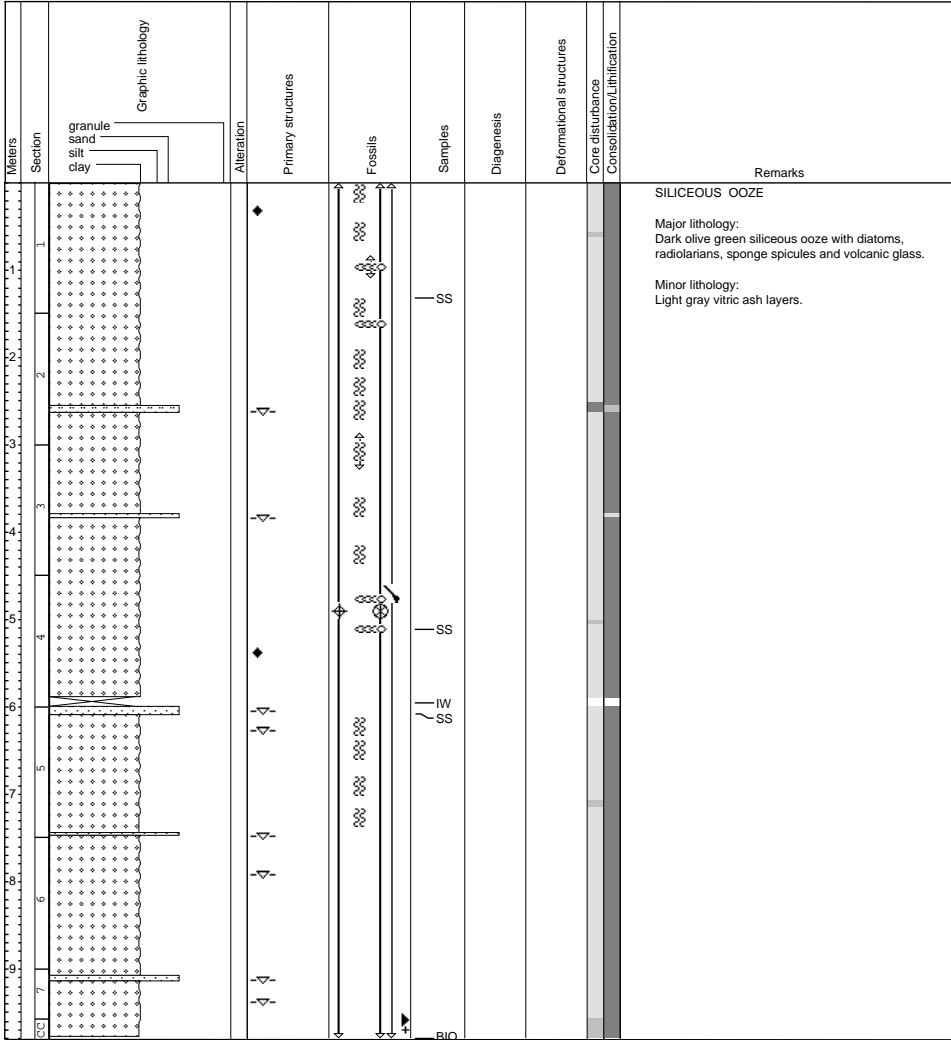 Meters
Section
Graphic lithology
granule
sand
silt
clay
Alteration
Primary structures
Fossils
Samples
Diagenesis
Deformational structures
Core disturbance
Consolidation/Lithification
Remarks
SILICEOUS OOZE
Major lithology:
Dark olive green siliceous ooze with diatoms,
radiolarians, sponge spicules and volcanic glass.
Minor lithology:
Light gray vitric ash layers.
1
1
SS
2
2
3
3
4
4
5
SS
6
IW
SS
5
7
8
6
9
7
CC
BIO